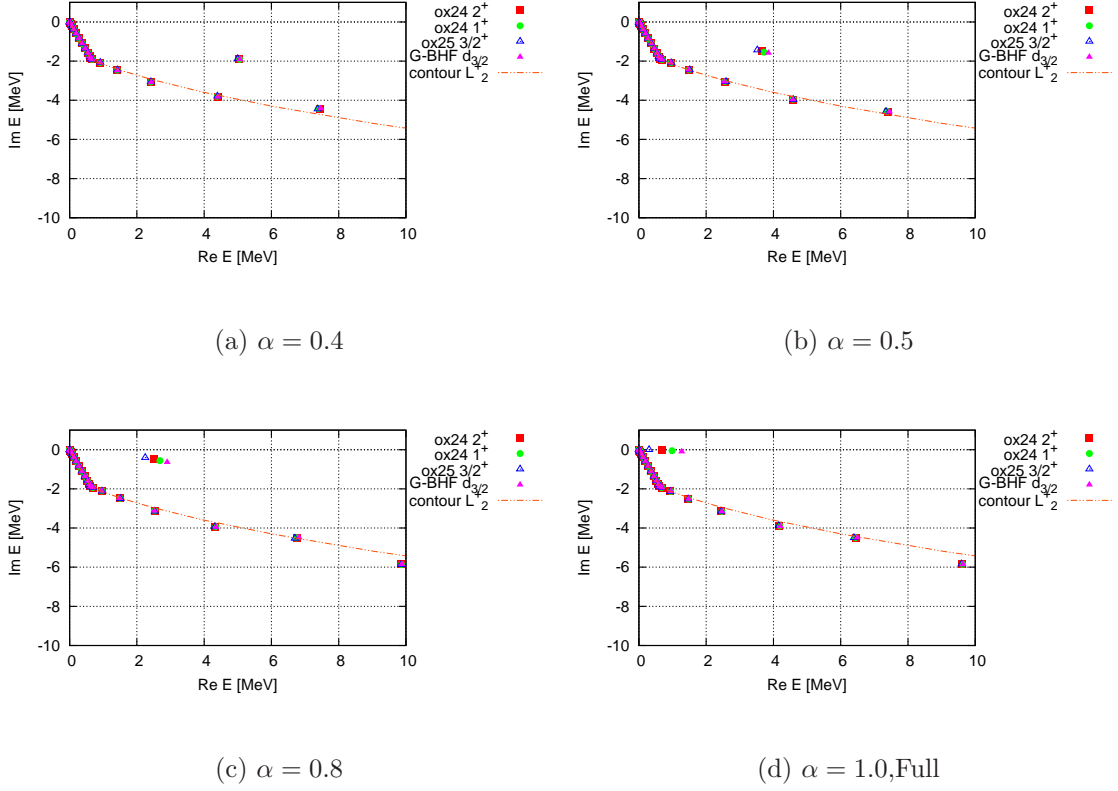 0
-2
-4
-6
-8
-10
0 2 4 6 8 10
Im E [MeV]
Re E [MeV]
ox24 2+
ox24 1+
ox25 3/2+
G-BHF d3/2
contour L+2
(a) α = 0.4
0
-2
-4
-6
-8
-10
0 2 4 6 8 10
Im E [MeV]
Re E [MeV]
ox24 2+
ox24 1+
ox25 3/2+
G-BHF d3/2
contour L+2
(b) α = 0.5
0
-2
-4
-6
-8
-10
0 2 4 6 8 10
Im E [MeV]
Re E [MeV]
ox24 2+
ox24 1+
ox25 3/2+
G-BHF d3/2
contour L+2
(c) α = 0.8
0
-2
-4
-6
-8
-10
0 2 4 6 8 10
Im E [MeV]
Re E [MeV]
ox24 2+
ox24 1+
ox25 3/2+
G-BHF d3/2
contour L+2
(d) α = 1.0,Full